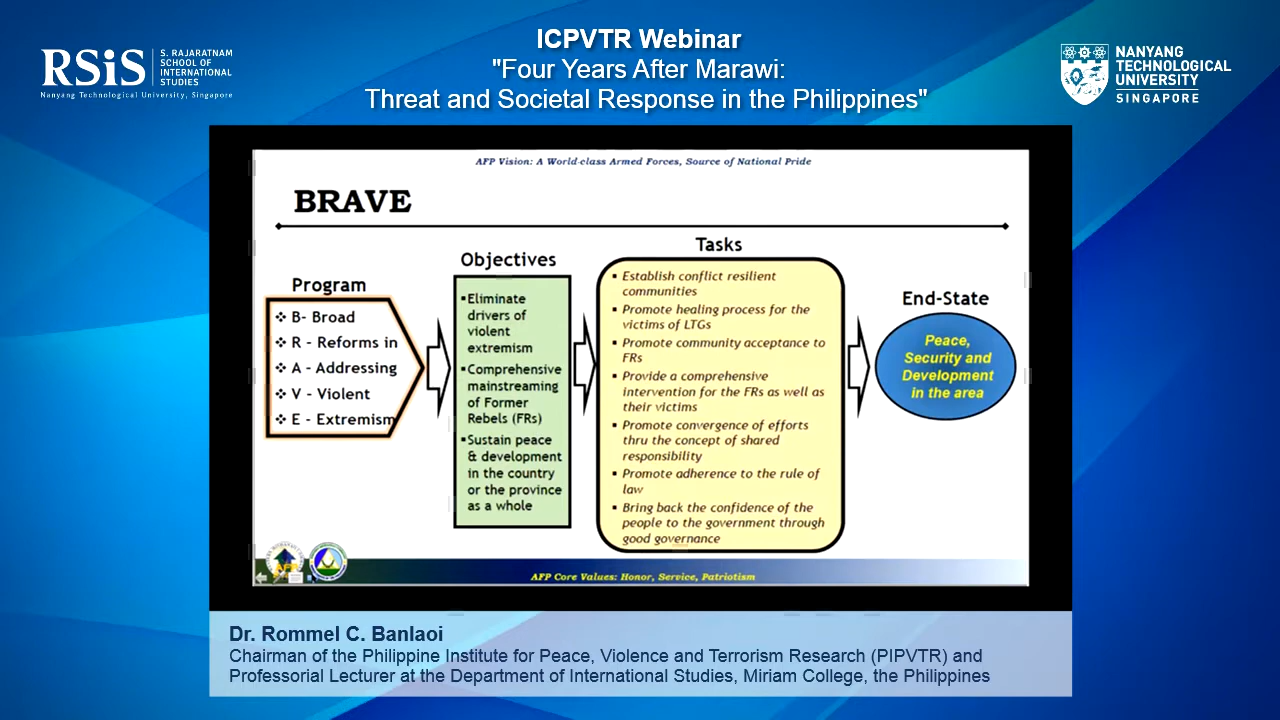 RSiS
S. RAJARATNAM
SCHOOL OF
INTERNATIONAL
STUDIES
Nanyang Technological University, Singapore
ICPVTR Webinar
"Four Years After Marawi:
Threat and Societal Response in the Philippines"
NANYANG
TECHNOLOGICAL
UNIVERSITY
SINGAPORE
AFP Vision: A World-class Armed Forces, Source of National Pride
BRAVE
Program
❖ B- Broad
❖ R - Reforms in
❖ A - Addressing
❖ V - Violent
❖ E - Extremism
Objectives
▪Eliminate
drivers of
violent
extremism
▪Comprehensive
mainstreaming
of Former
Rebels (FRs)
▪Sustain peace
& development
in the country
or the province
as a whole
Tasks
▪ Establish conflict resilient
communities
▪ Promote healing process for the
victims of LTGs
▪ Promote community acceptance to
FRs
▪ Provide a comprehensive
intervention for the FRs as well as
their victims
▪ Promote convergence of efforts
thru the concept of shared
responsibility
▪ Promote adherence to the rule of
law
▪ Bring back the confidence of the
people to the government through
good governance
End-State
Peace,
Security and
Development
in the area
AFP
AFP Core Values: Honor, Service, Patriotism
Dr. Rommel C. Banlaoi
Chairman of the Philippine Institute for Peace, Violence and Terrorism Research (PIPVTR) and
Professorial Lecturer at the Department of International Studies, Miriam College, the Philippines